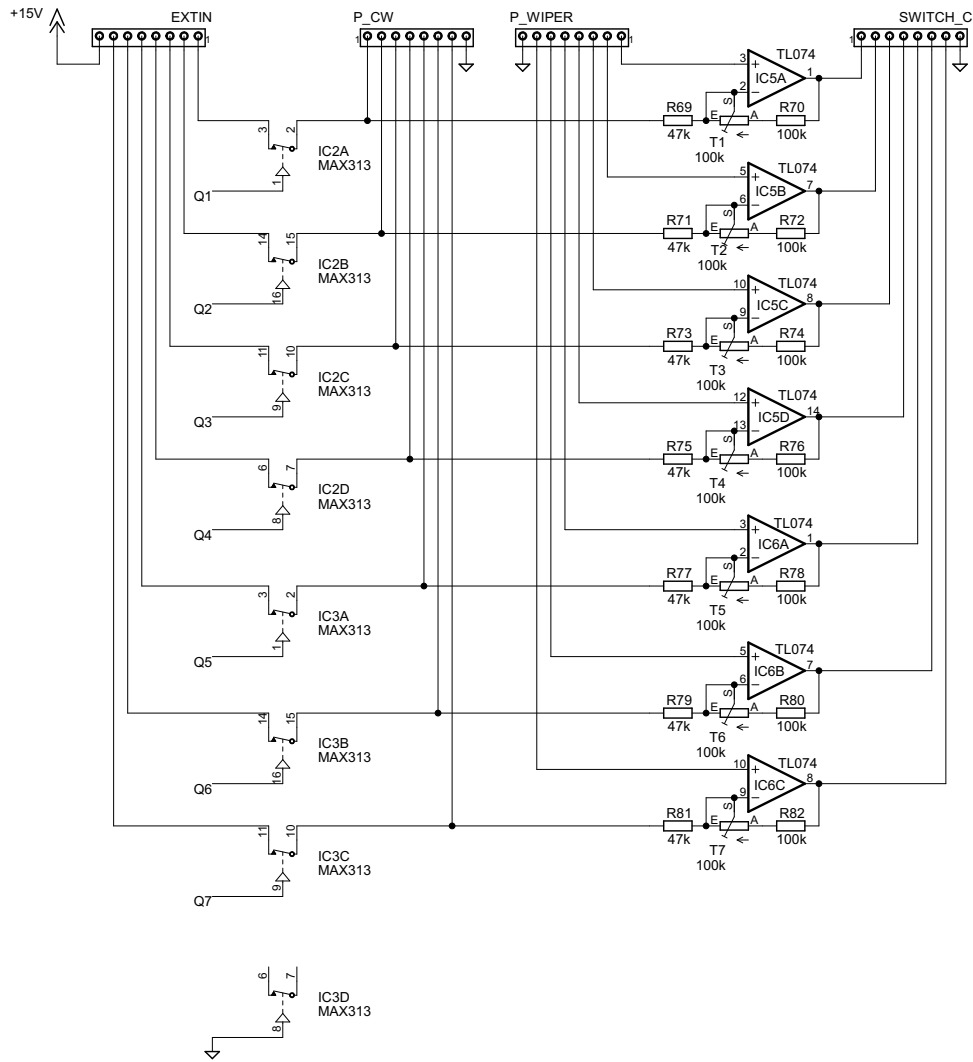 +15V EXTIN P_CW P_WIPER SWITCH_C
1 1 1 1
TL074
3 + 1
IC5A
2 −
R69 E S A R70
3 2 47k T1 100k
IC2A 100k
MAX313
1
Q1
TL074
5 + 7
IC5B
6 −
R71 E S A R72
14 15 47k T2 100k
IC2B 100k
MAX313
16
Q2
TL074
10 + 8
IC5C
9 −
R73 E S A R74
11 10 47k T3 100k
IC2C 100k
MAX313
9
Q3
TL074
12 + 14
IC5D
13 −
R75 E S A R76
6 7 47k T4 100k
IC2D 100k
MAX313
8
Q4
TL074
3 + 1
IC6A
2 −
R77 E S A R78
3 2 47k T5 100k
IC3A 100k
MAX313
1
Q5
TL074
5 + 7
IC6B
6 −
R79 E S A R80
14 15 47k T6 100k
IC3B 100k
MAX313
16
Q6
TL074
10 + 8
IC6C
9 −
R81 E S A R82
11 10 47k T7 100k
IC3C 100k
MAX313
9
Q7
6 7
IC3D
MAX313
8